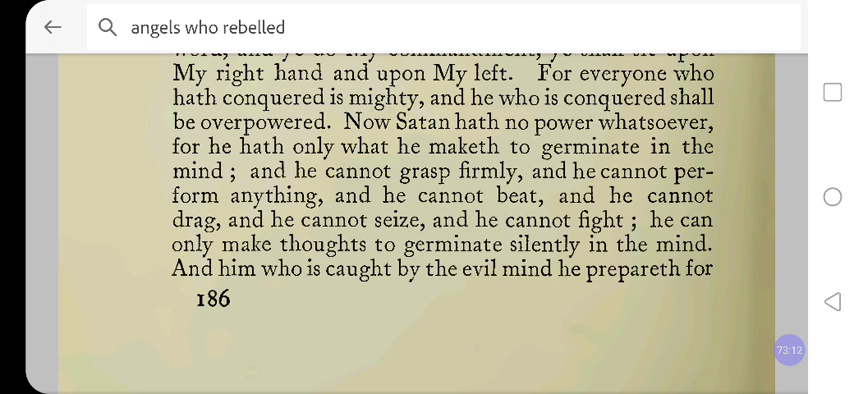 angels who rebelled
My right hand and upon My left. For everyone who
hath conquered is mighty, and he who is conquered shall
be overpowered. Now Satan hath no power whatsoever,
for he hath only what he maketh to germinate in the
mind ; and he cannot grasp firmly, and he cannot per-
form anything, and he cannot beat, and he cannot
drag, and he cannot seize, and he cannot fight ; he can
only make thoughts to germinate silently in the mind.
And him who is caught by the evil mind he prepareth for
186
73:12